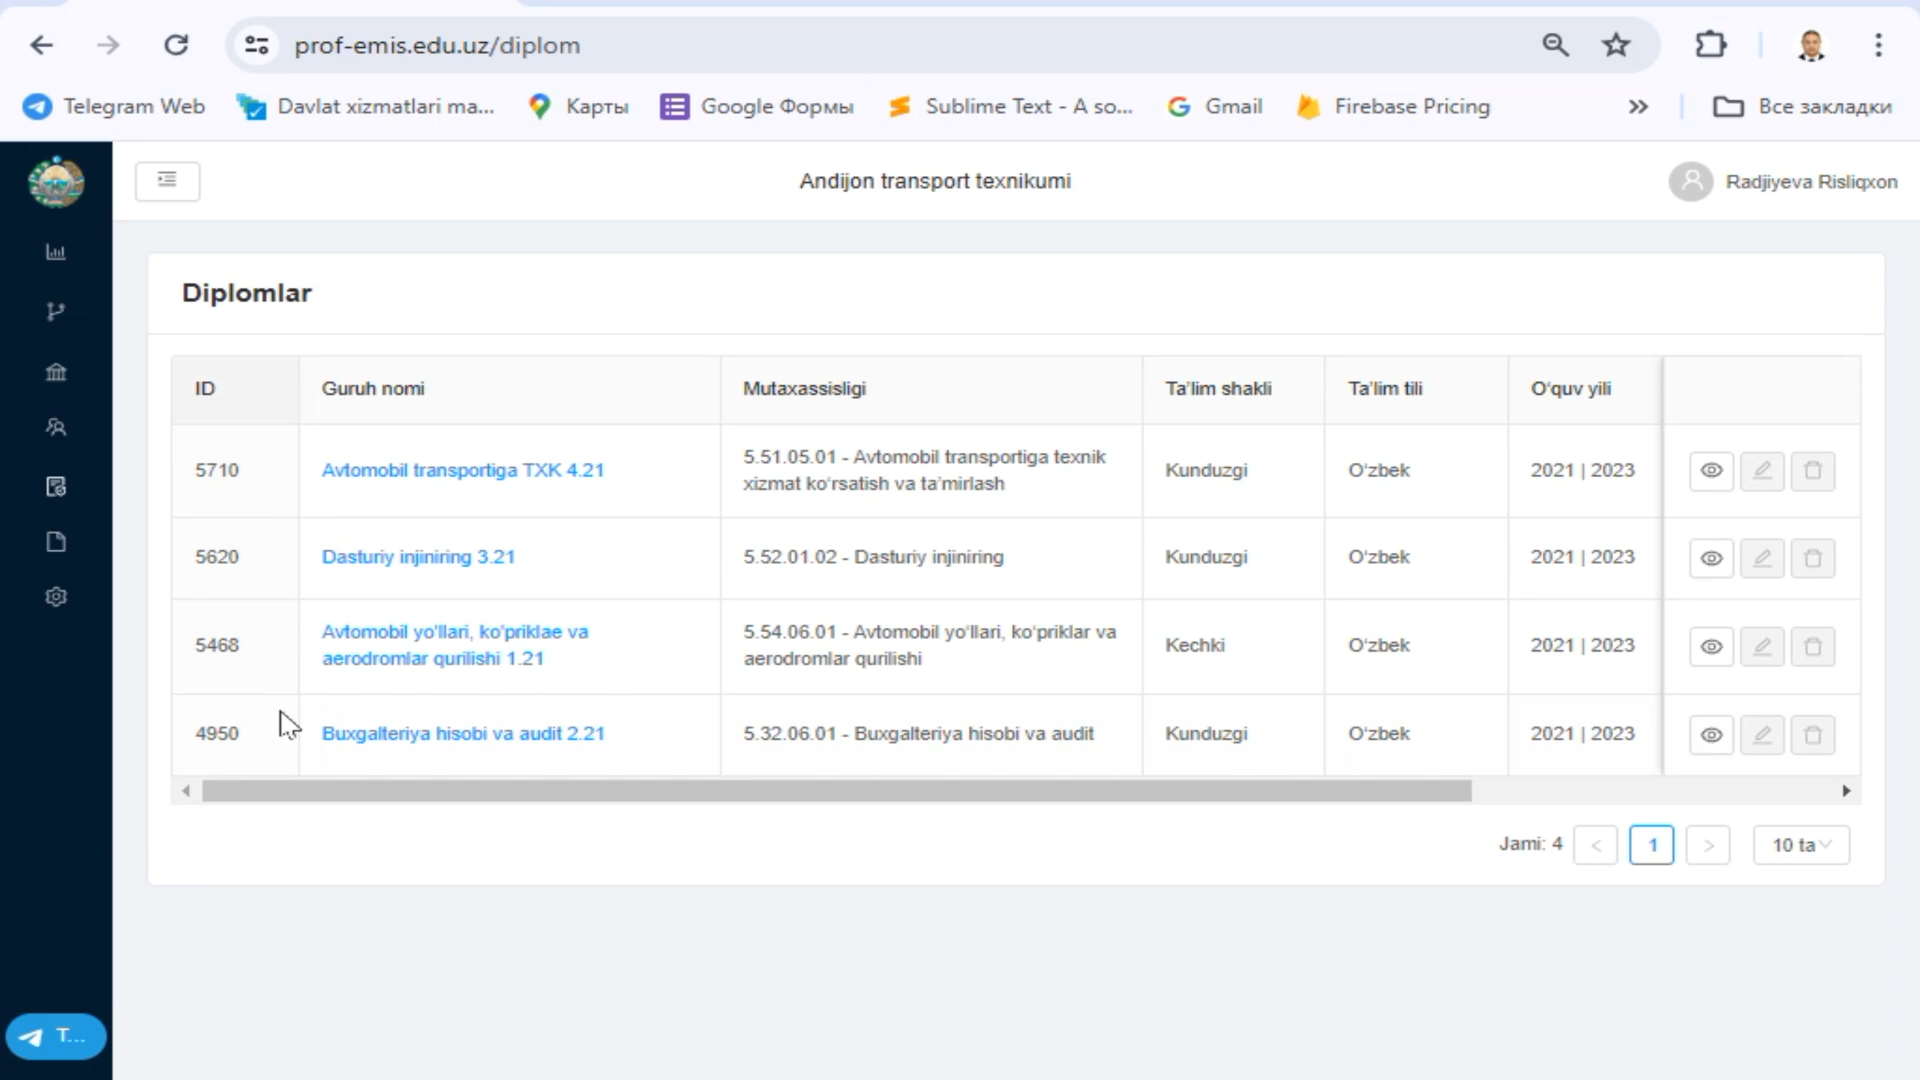 prof-emis.edu.uz/diplom
Telegram Web
Davlat xizmatlari ma...
Карты
Google Формы
Sublime Text - A so...
Gmail
Firebase Pricing
Все закладки
Andijon transport texnikumi
Radjiyeva Risliqxon
Diplomlar
ID
Guruh nomi
Mutaxassisligi
Ta’lim shakli
Ta’lim tili
O‘quv yili
5710
Avtomobil transportiga TXK 4.21
5.51.05.01 - Avtomobil transportiga texnik
xizmat ko‘rsatish va ta’mirlash
Kunduzgi
O‘zbek
2021 | 2023
5620
Dasturiy injiniring 3.21
5.52.01.02 - Dasturiy injiniring
Kunduzgi
O‘zbek
2021 | 2023
5468
Avtomobil yo'llari, ko'priklae va
aerodromlar qurilishi 1.21
5.54.06.01 - Avtomobil yo‘llari, ko‘priklar va
aerodromlar qurilishi
Kechki
O‘zbek
2021 | 2023
4950
Buxgalteriya hisobi va audit 2.21
5.32.06.01 - Buxgalteriya hisobi va audit
Kunduzgi
O‘zbek
2021 | 2023
Jami: 4
1
10 ta
T...